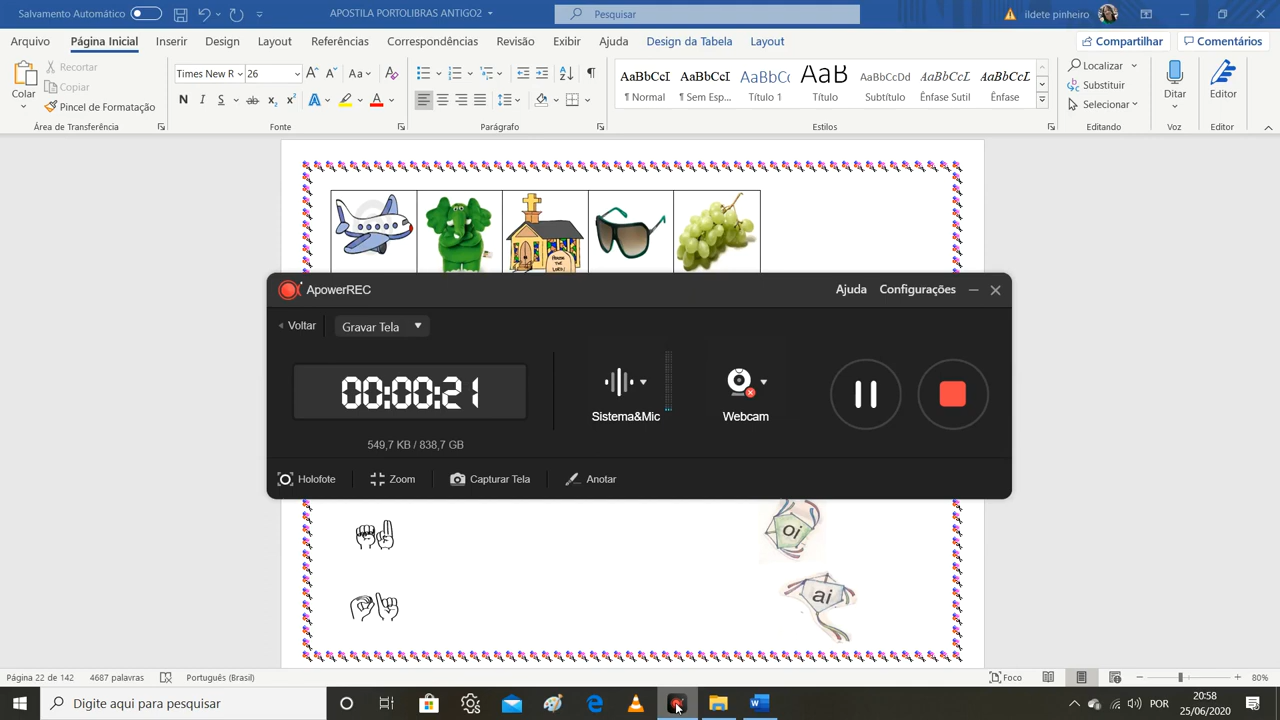 Salvamento Automático
APOSTILA PORTOLIBRAS ANTIGO2
Pesquisar
ildete pinheiro
Arquivo Página Inicial Inserir Design Layout Referências Correspondências Revisão Exibir Ajuda Design da Tabela Layout Compartilhar Comentários
Colar
Recortar
Copiar
Pincel de Formatação
Área de Transferência
Times New R 26
N I S ab x₂ x²
Fonte
Parágrafo
AaBbCcI AaBbCcI AaBbCc AaB AaBbCcDd AaBbCcI AaBbCcI
¶ Normal ¶ Sem Esp... Título 1 Título Subtítulo Ênfase Sutil Ênfase
Estilos
Localizar
Substituir
Selecionar
Editando
Ditar
Voz
Editor
Editor
ApowerREC
Ajuda Configurações
Voltar
Gravar Tela
00:00:21
549,7 KB / 838,7 GB
Sistema&Mic
Webcam
Holofote Zoom Capturar Tela Anotar
oi
ai
Página 22 de 142 4687 palavras Português (Brasil) Foco 80%
Digite aqui para pesquisar
POR
20:58
25/06/2020